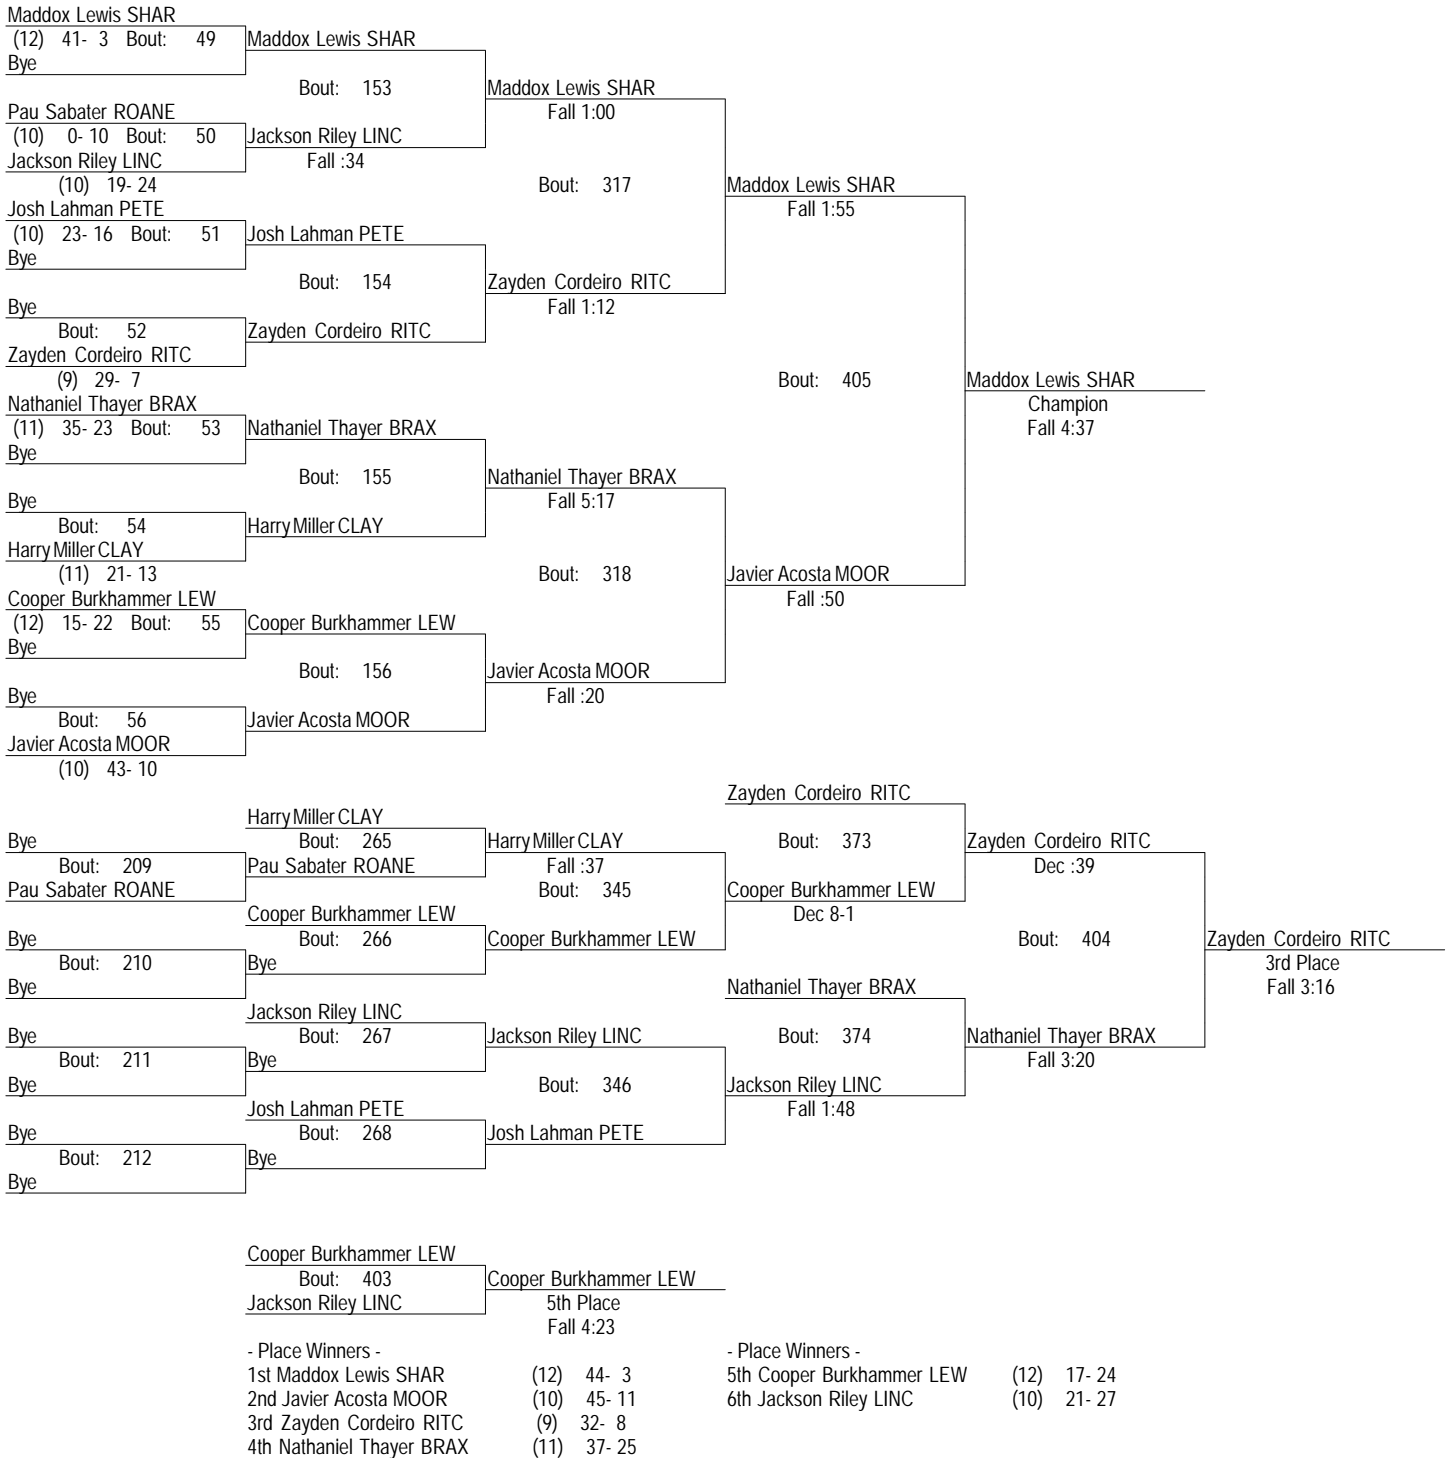 Maddox Lewis SHAR
(12) 41- 3 Bout: 49 Maddox Lewis SHAR
Bye
Bout: 153 Maddox Lewis SHAR
Pau Sabater ROANE Fall 1:00
(10) 0- 10 Bout: 50 Jackson Riley LINC
Jackson Riley LINC Fall :34
(10) 19- 24 Bout: 317 Maddox Lewis SHAR
Josh Lahman PETE Fall 1:55
(10) 23- 16 Bout: 51 Josh Lahman PETE
Bye
Bout: 154 Zayden Cordeiro RITC
Bye Fall 1:12
Bout: 52 Zayden Cordeiro RITC
Zayden Cordeiro RITC
(9) 29- 7 Bout: 405 Maddox Lewis SHAR
Nathaniel Thayer BRAX Champion
(11) 35- 23 Bout: 53 Nathaniel Thayer BRAX Fall 4:37
Bye
Bout: 155 Nathaniel Thayer BRAX
Bye Fall 5:17
Bout: 54 Harry Miller CLAY
Harry Miller CLAY
(11) 21- 13 Bout: 318 Javier Acosta MOOR
Cooper Burkhammer LEW Fall :50
(12) 15- 22 Bout: 55 Cooper Burkhammer LEW
Bye
Bout: 156 Javier Acosta MOOR
Bye Fall :20
Bout: 56 Javier Acosta MOOR
Javier Acosta MOOR
(10) 43- 10
Zayden Cordeiro RITC
Harry Miller CLAY
Bye Bout: 265 Harry Miller CLAY Bout: 373 Zayden Cordeiro RITC
Bout: 209 Pau Sabater ROANE Fall :37 Dec :39
Pau Sabater ROANE Bout: 345 Cooper Burkhammer LEW
Cooper Burkhammer LEW Dec 8-1
Bye Bout: 266 Cooper Burkhammer LEW Bout: 404 Zayden Cordeiro RITC
Bout: 210 Bye 3rd Place
Bye Nathaniel Thayer BRAX Fall 3:16
Jackson Riley LINC
Bye Bout: 267 Jackson Riley LINC Bout: 374 Nathaniel Thayer BRAX
Bout: 211 Bye Fall 3:20
Bye Bout: 346 Jackson Riley LINC
Josh Lahman PETE Fall 1:48
Bye Bout: 268 Josh Lahman PETE
Bout: 212 Bye
Bye
Cooper Burkhammer LEW
Bout: 403 Cooper Burkhammer LEW
Jackson Riley LINC 5th Place
Fall 4:23
- Place Winners - - Place Winners -
1st Maddox Lewis SHAR (12) 44- 3 5th Cooper Burkhammer LEW (12) 17- 24
2nd Javier Acosta MOOR (10) 45- 11 6th Jackson Riley LINC (10) 21- 27
3rd Zayden Cordeiro RITC (9) 32- 8
4th Nathaniel Thayer BRAX (11) 37- 25